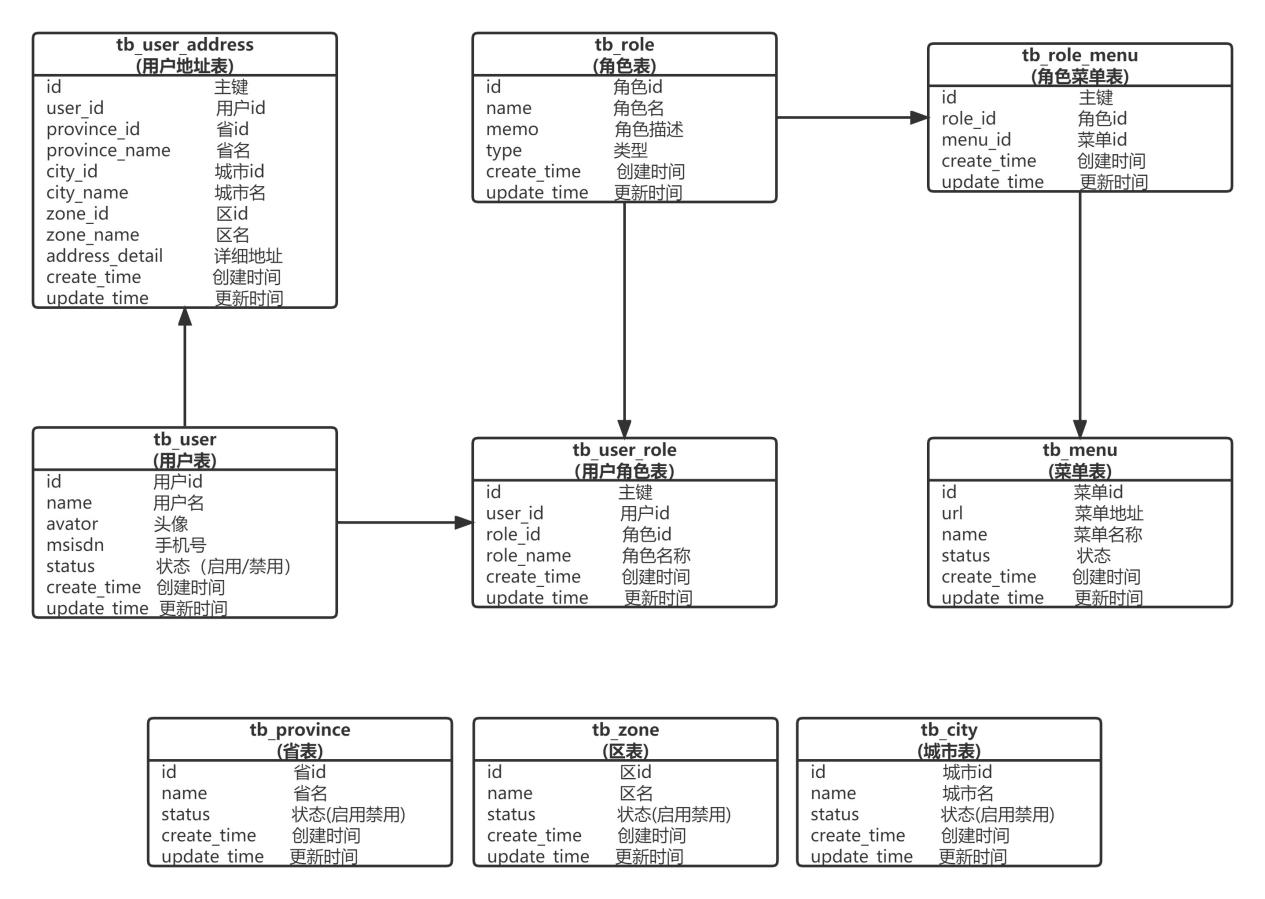 tb_user_address
(用户地址表)
id 主键
user_id 用户id
province_id 省id
province_name 省名
city_id 城市id
city_name 城市名
zone_id 区id
zone_name 区名
address_detail 详细地址
create_time 创建时间
update_time 更新时间
tb_role
(角色表)
id 角色id
name 角色名
memo 角色描述
type 类型
create_time 创建时间
update_time 更新时间
tb_role_menu
(角色菜单表)
id 主键
role_id 角色id
menu_id 菜单id
create_time 创建时间
update_time 更新时间
tb_user
(用户表)
id 用户id
name 用户名
avator 头像
msisdn 手机号
status 状态（启用/禁用）
create_time 创建时间
update_time 更新时间
tb_user_role
(用户角色表)
id 主键
user_id 用户id
role_id 角色id
role_name 角色名称
create_time 创建时间
update_time 更新时间
tb_menu
(菜单表)
id 菜单id
url 菜单地址
name 菜单名称
status 状态
create_time 创建时间
update_time 更新时间
tb_province
(省表)
id 省id
name 省名
status 状态(启用禁用)
create_time 创建时间
update_time 更新时间
tb_zone
(区表)
id 区id
name 区名
status 状态(启用禁用)
create_time 创建时间
update_time 更新时间
tb_city
(城市表)
id 城市id
name 城市名
status 状态(启用禁用)
create_time 创建时间
update_time 更新时间